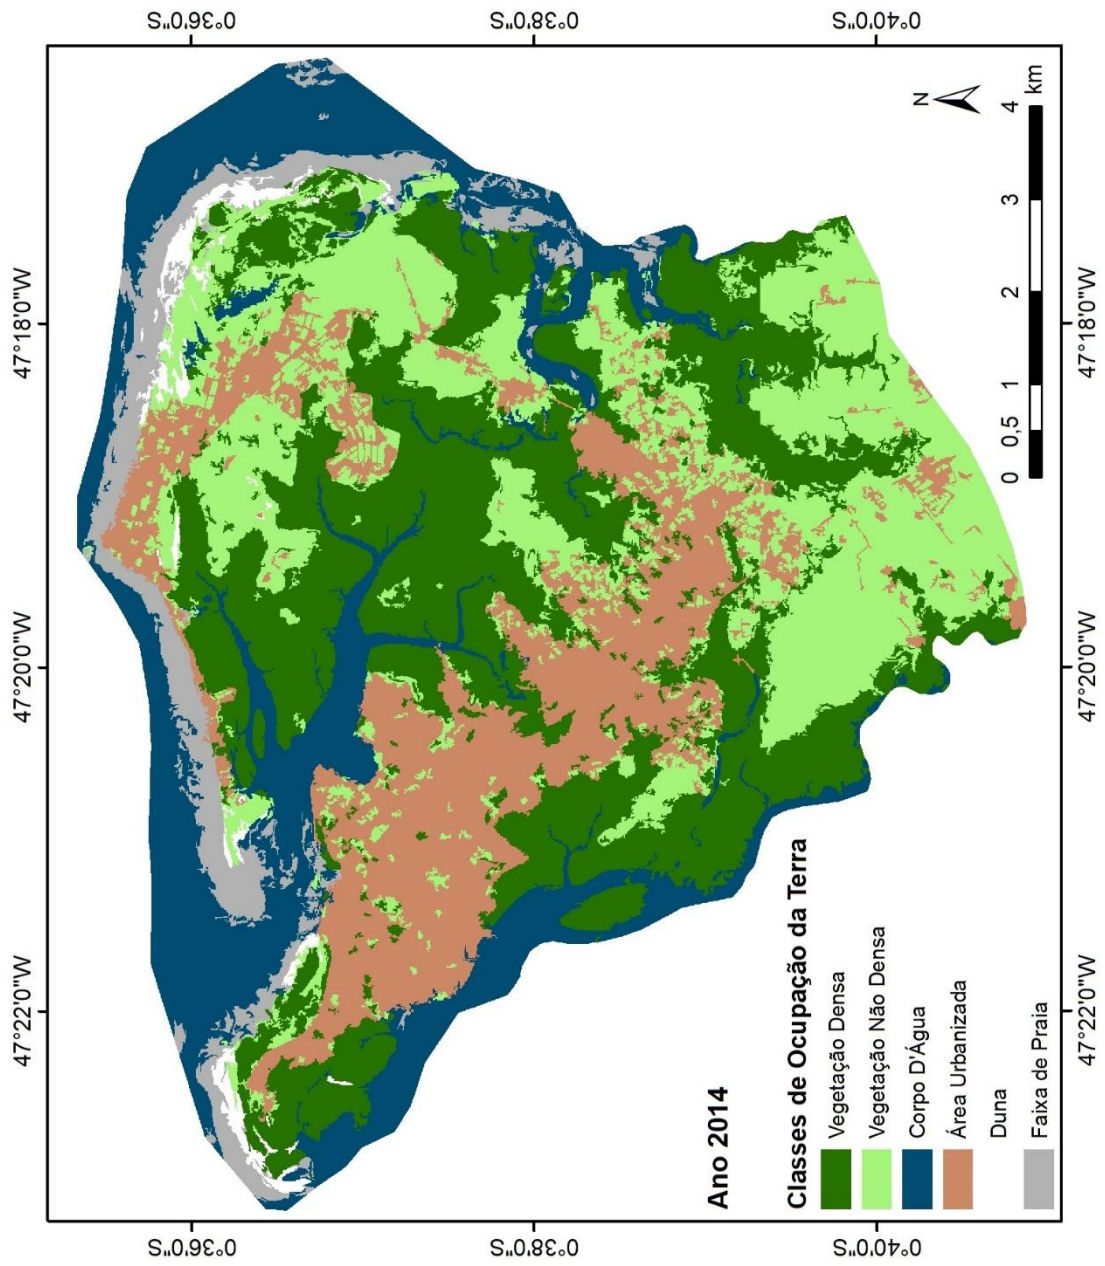 47°22'0"W
47°20'0"W
47°18'0"W
0°36'0"S
0°36'0"S
0°38'0"S
0°38'0"S
0°40'0"S
0°40'0"S
Ano 2014
Classes de Ocupação da Terra
Vegetação Densa
Vegetação Não Densa
Corpo D'Água
Área Urbanizada
Duna
Faixa de Praia
N
0 0,5 1 2 3 4
km
47°22'0"W
47°20'0"W
47°18'0"W